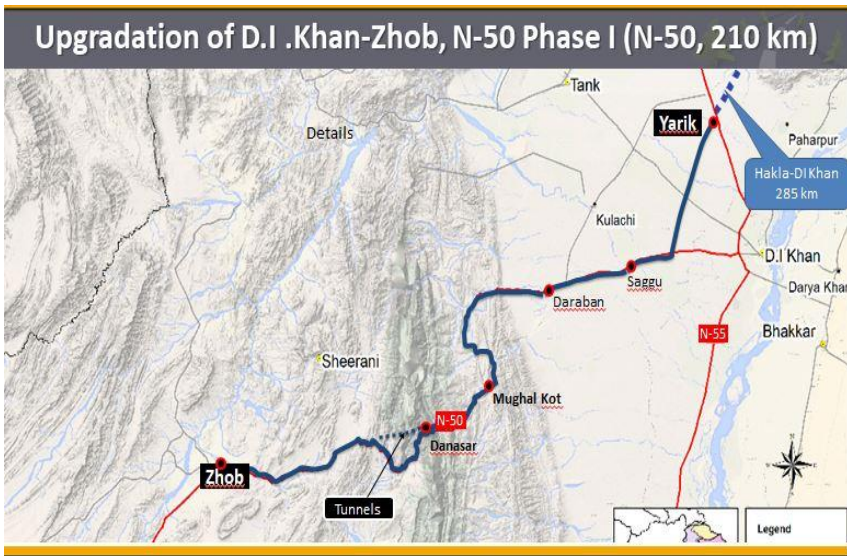 Upgradation of D.I .Khan-Zhob, N-50 Phase I (N-50, 210 km)
Tank
Yarik
Details
Paharpur
Hakla-DI Khan
285 km
Kulachi
D.I Khan
Saggu
Darya Khan
Daraban
Bhakkar
N-55
Sheerani
Mughal Kot
N-50
Danasar
Zhob
Tunnels
Legend